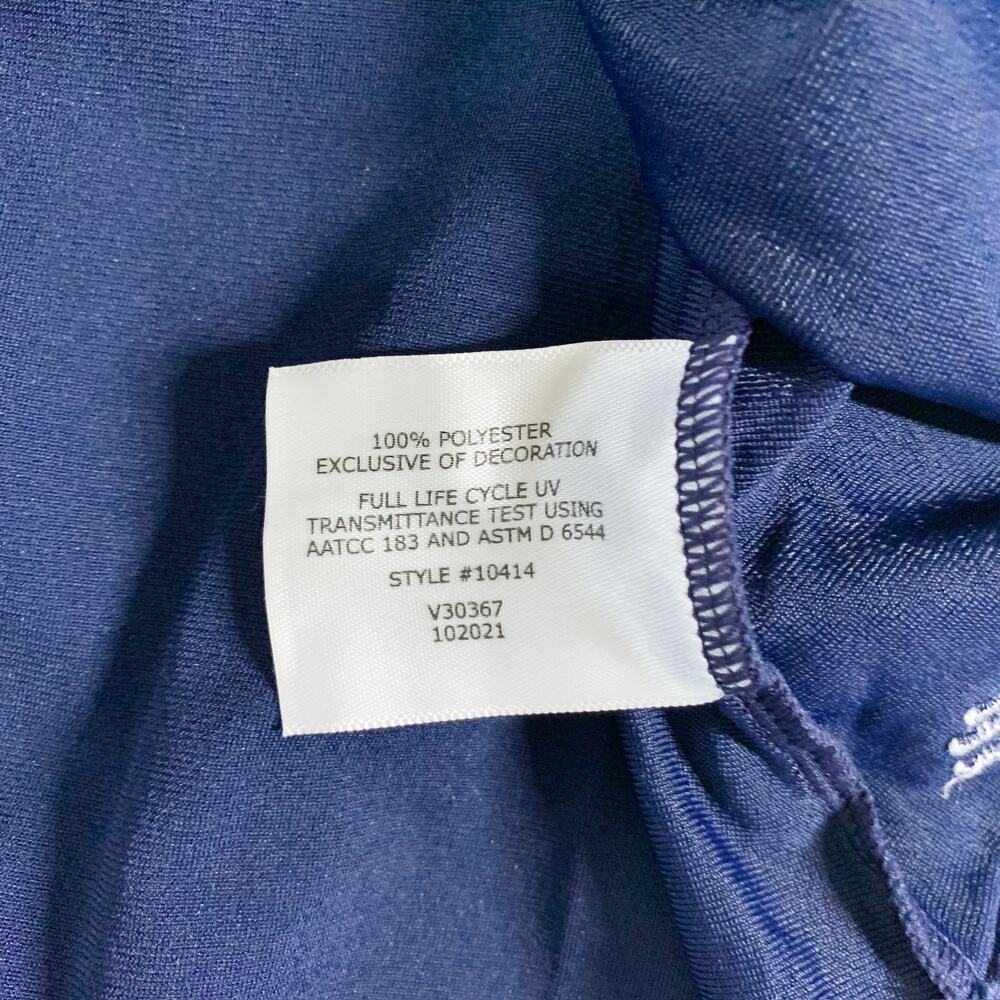 100% POLYESTER
EXCLUSIVE OF DECORATION
FULL LIFE CYCLE UV
TRANSMITTANCE TEST USING
AATCC 183 AND ASTM D 6544
STYLE #10414
V30367
102021